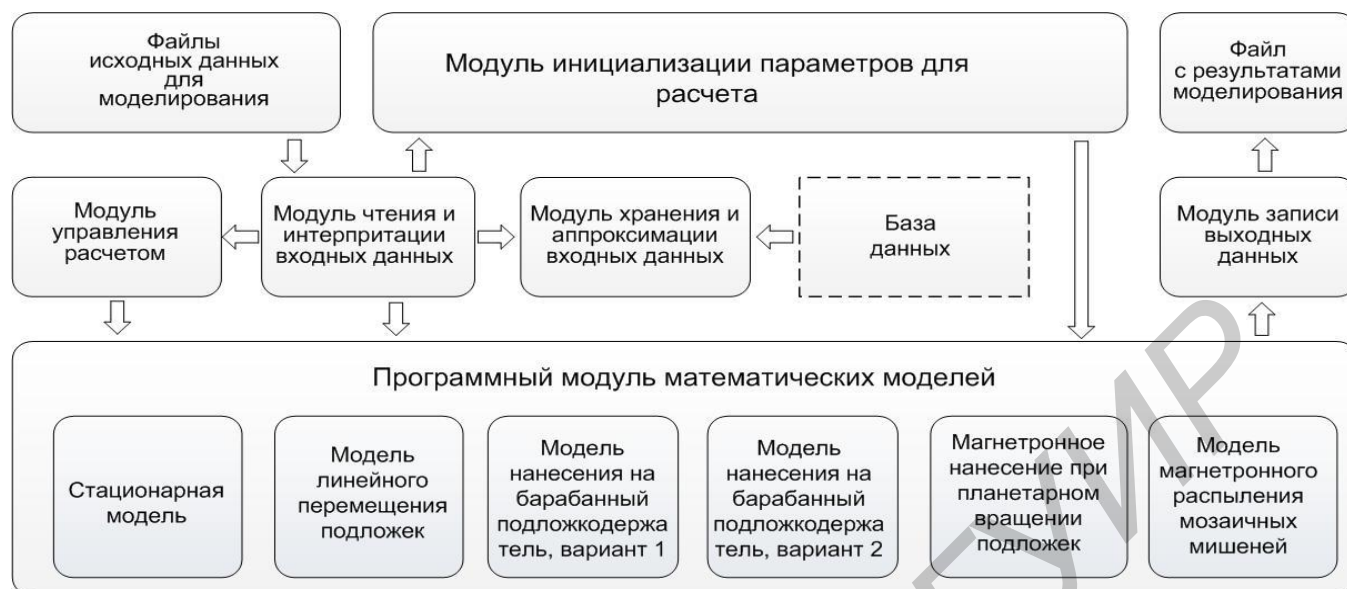 Файлы
исходных данных
для
моделирования
Модуль инициализации параметров для
расчета
Файл
с результатами
моделирования
Модуль
управления
расчетом
Модуль чтения и
интерпритации
входных данных
Модуль хранения и
аппроксимации
входных данных
База
данных
Модуль записи
выходных
данных
Программный модуль математических моделей
Стационарная
модель
Модель
линейного
перемещения
подложек
Модель
нанесения на
барабанный
подложкодержа
тель, вариант 1
Модель
нанесения на
барабанный
подложкодержа
тель, вариант 2
Магнетронное
нанесение при
планетарном
вращении
подложек
Модель
магнетронного
распыления
мозаичных
мишеней
ГУИР